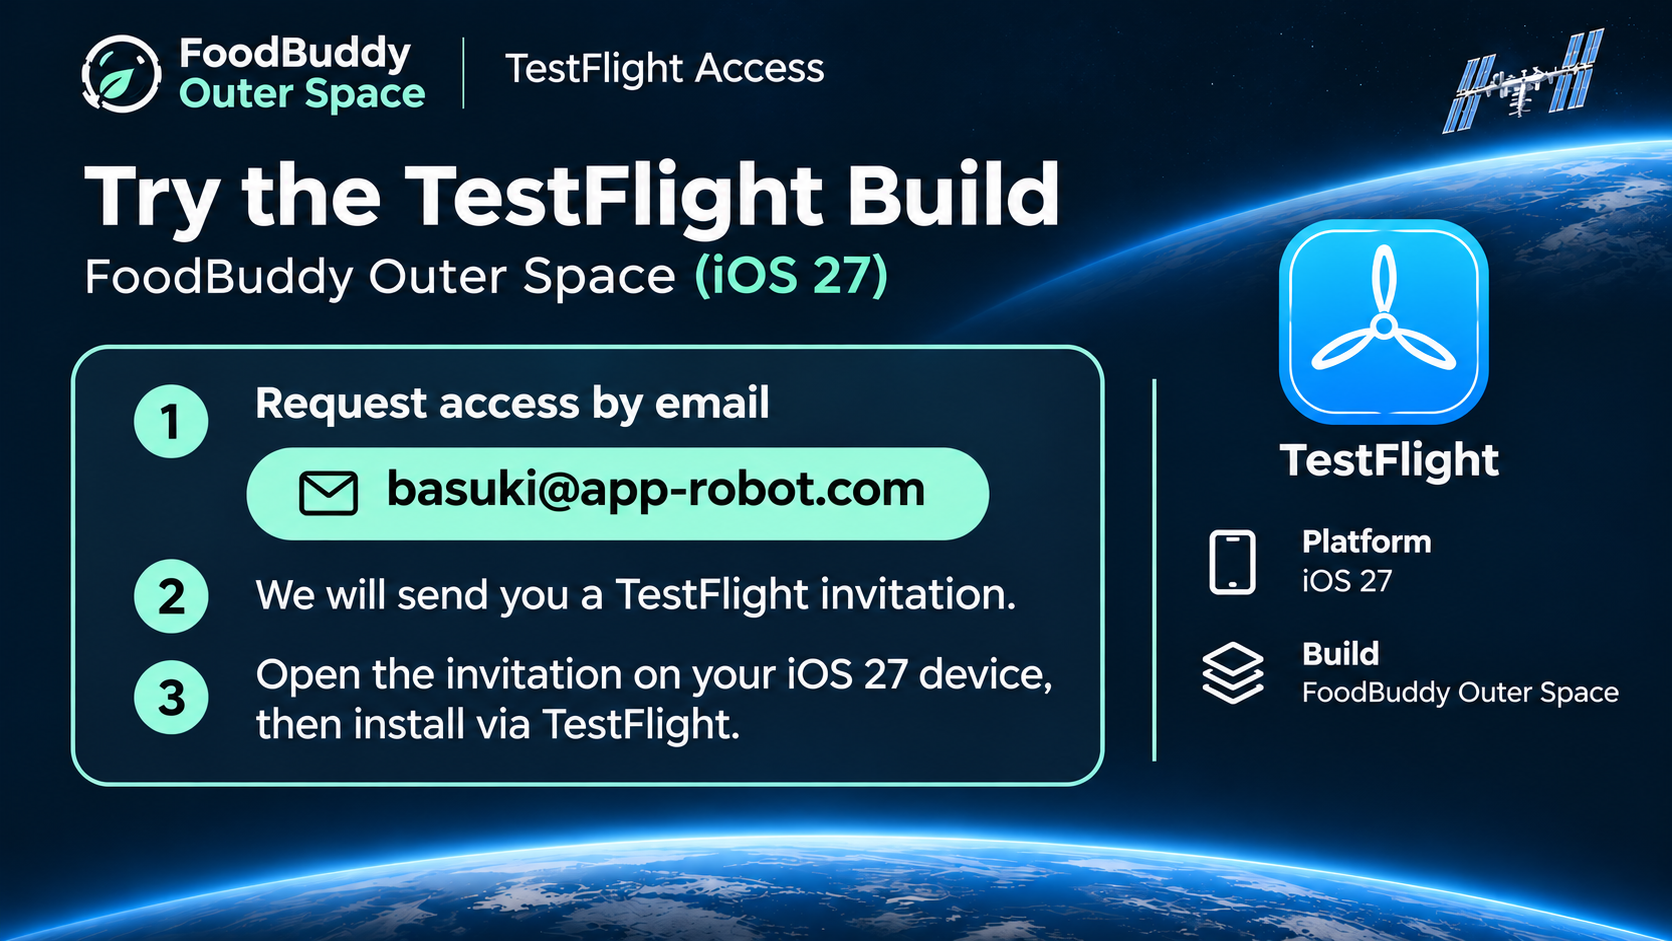 FoodBuddy
Outer Space
TestFlight Access
Try the TestFlight Build
FoodBuddy Outer Space (iOS 27)
1
Request access by email
basuki@app-robot.com
2
We will send you a TestFlight invitation.
3
Open the invitation on your iOS 27 device,
then install via TestFlight.
TestFlight
Platform
iOS 27
Build
FoodBuddy Outer Space